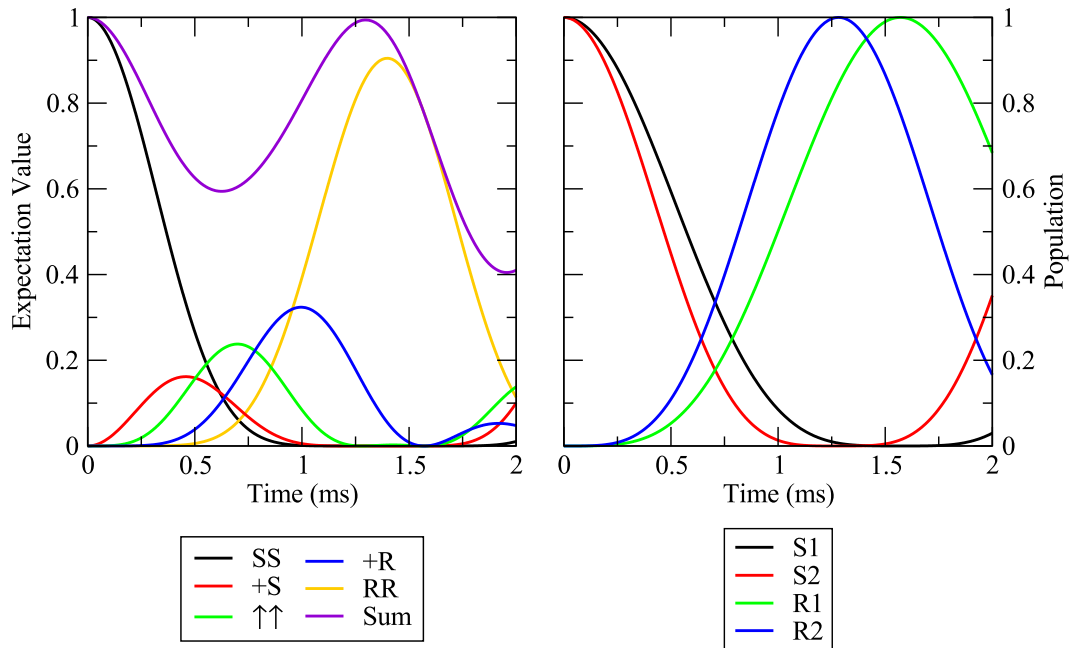 Expectation Value
1
0.8
0.6
0.4
0.2
0
0
0.5
1
1.5
2
Time (ms)
0
0.5
1
1.5
2
Time (ms)
1
0.8
0.6
0.4
0.2
0
Population
SS
+S
↑↑
+R
RR
Sum
S1
S2
R1
R2